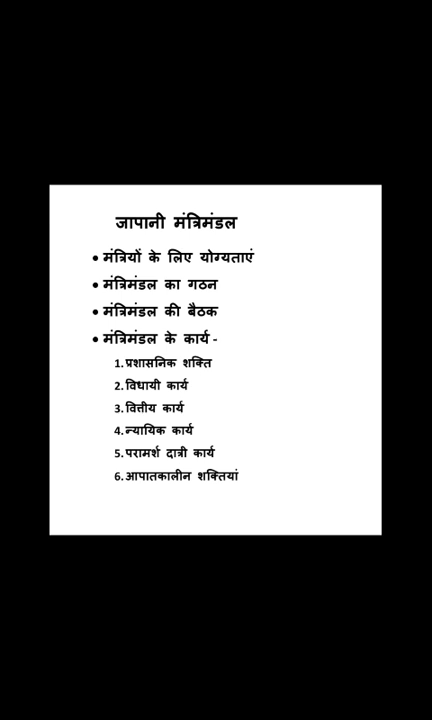 जापानी मंत्रिमंडल
• मंत्रियों के लिए योग्यताएं
• मंत्रिमंडल का गठन
• मंत्रिमंडल की बैठक
• मंत्रिमंडल के कार्य -
1. प्रशासनिक शक्ति
2. विधायी कार्य
3. वित्तीय कार्य
4. न्यायिक कार्य
5. परामर्श दात्री कार्य
6. आपातकालीन शक्तियां